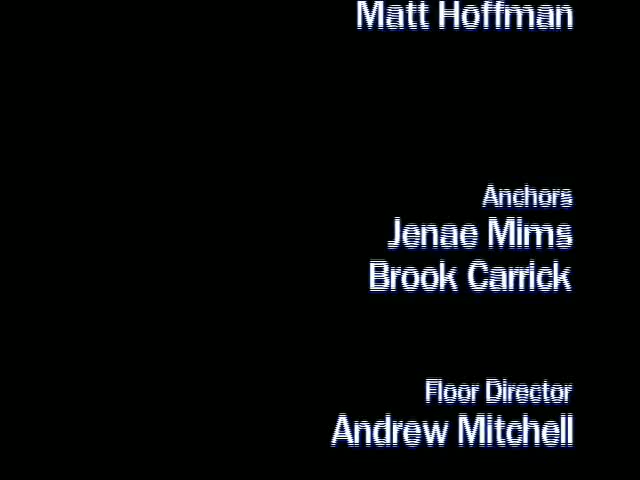 Matt Hoffman
Anchors
Jenae Mims
Brook Carrick
Floor Director
Andrew Mitchell